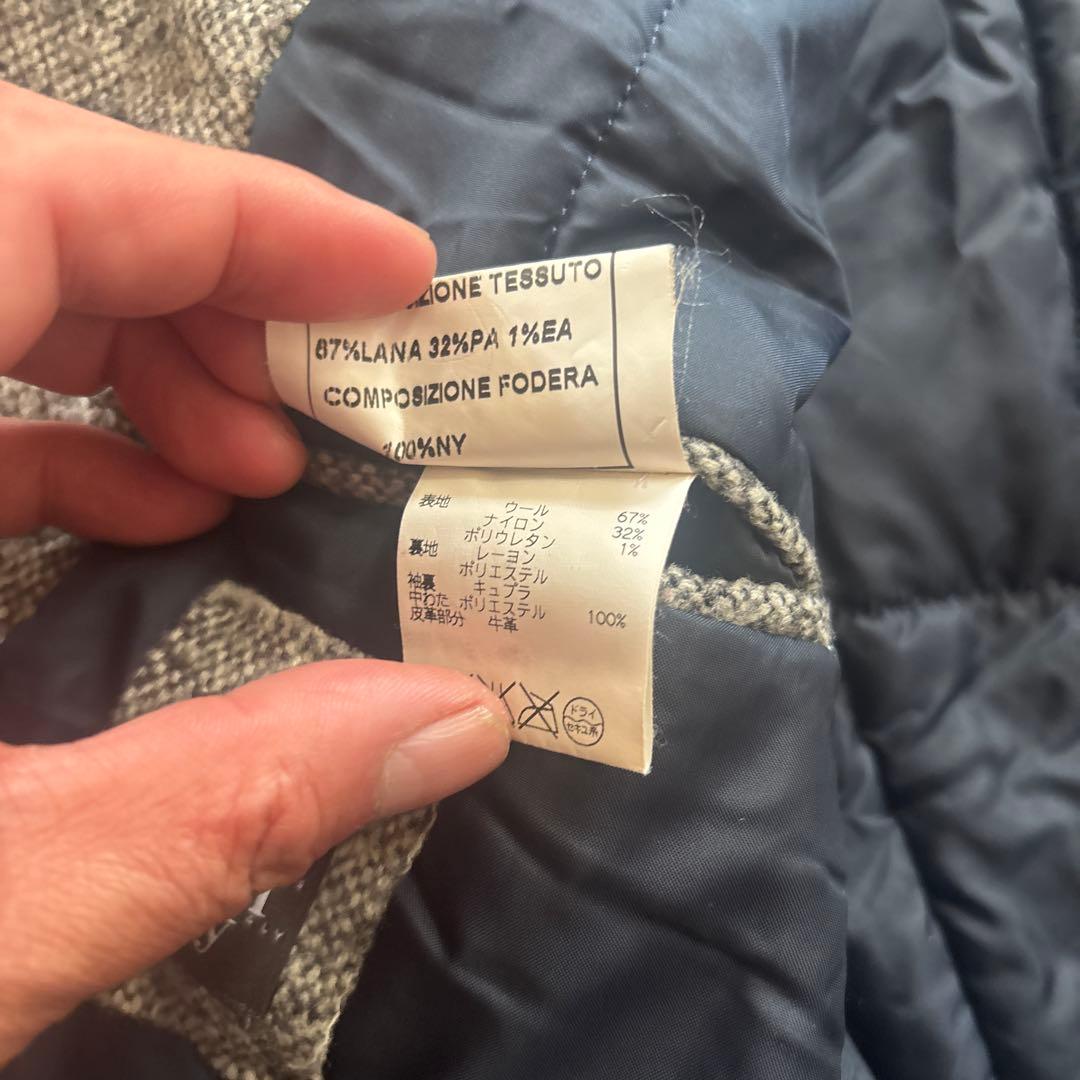 TESSUTO
67%LANA 32%PA 1%EA
COMPOSIZIONE FODERA
100%NY
表地 ウール 67%
ナイロン 32%
ポリウレタン 1%
裏地 レーヨン
ポリエステル
袖裏 キュプラ
中わた ポリエステル 100%
皮革部分 牛革
ドライ
セキユ系